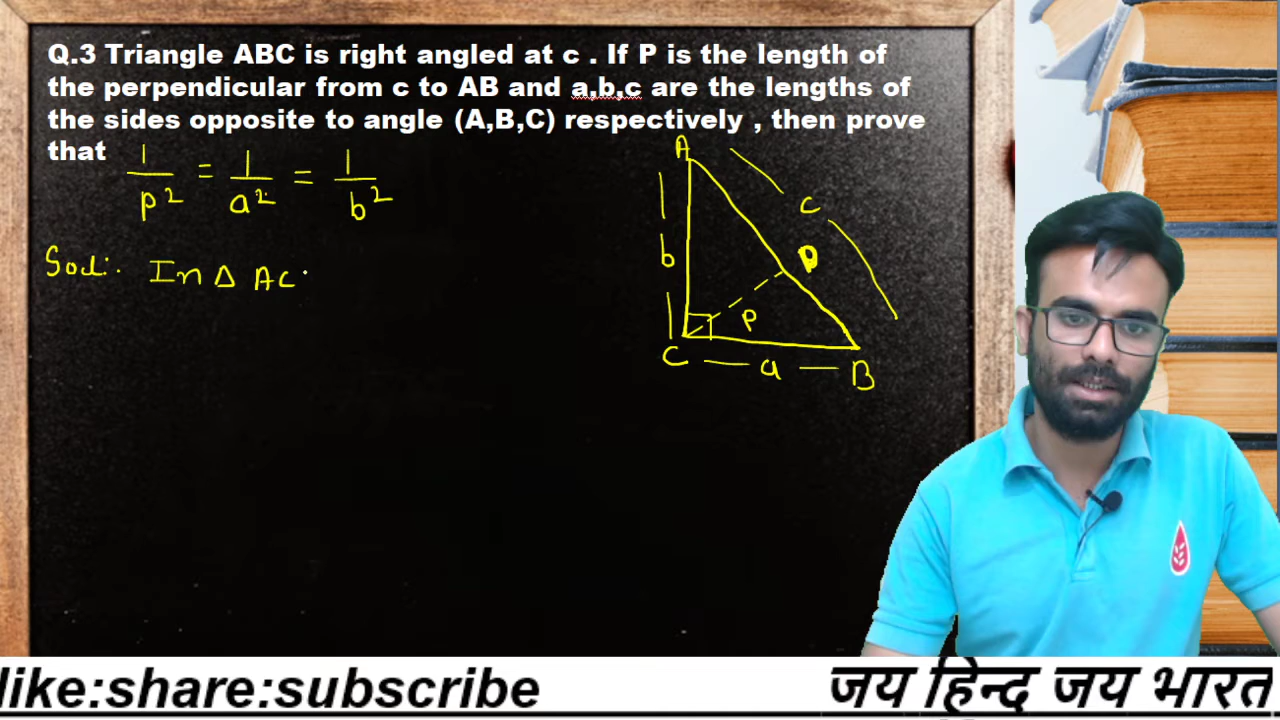 Q.3 Triangle ABC is right angled at c . If P is the length of
the perpendicular from c to AB and a,b,c are the lengths of
the sides opposite to angle (A,B,C) respectively , then prove
that 1/p² = 1/a² = 1/b²
A
c
Sol:. In Δ AC
b
D
P
C
a
B
like:share:subscribe
जय हिन्द जय भारत